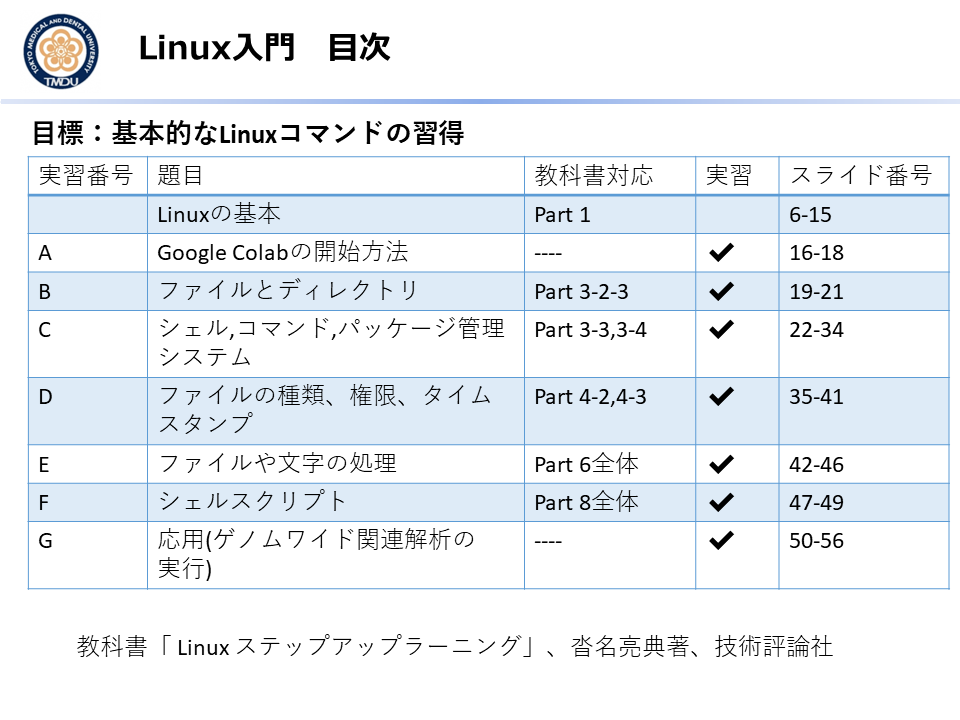 TOKYO MEDICAL AND DENTAL UNIVERSITY
TMDU
Linux入門　目次
目標：基本的なLinuxコマンドの習得
実習番号 題目 教科書対応 実習 スライド番号
Linuxの基本 Part 1 6-15
A Google Colabの開始方法 ---- ✔ 16-18
B ファイルとディレクトリ Part 3-2-3 ✔ 19-21
C シェル,コマンド,パッケージ管理 Part 3-3,3-4 ✔ 22-34
システム
D ファイルの種類、権限、タイム Part 4-2,4-3 ✔ 35-41
スタンプ
E ファイルや文字の処理 Part 6全体 ✔ 42-46
F シェルスクリプト Part 8全体 ✔ 47-49
G 応用(ゲノムワイド関連解析の ---- ✔ 50-56
実行)
教科書「 Linux ステップアップラーニング」、沓名亮典著、技術評論社